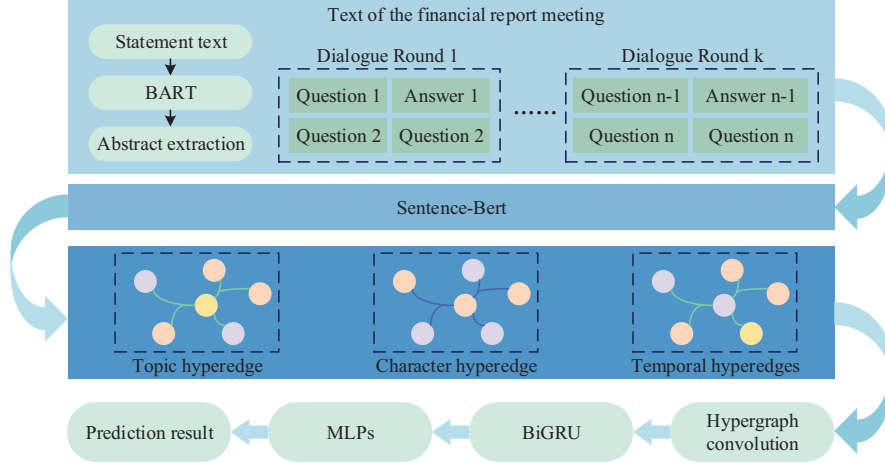 Text of the financial report meeting
Statement text
BART
Abstract extraction
Dialogue Round 1
Question 1
Answer 1
Question 2
Question 2
......
Dialogue Round k
Question n-1
Answer n-1
Question n
Question n
Sentence-Bert
Topic hyperedge
Character hyperedge
Temporal hyperedges
Prediction result
MLPs
BiGRU
Hypergraph
convolution